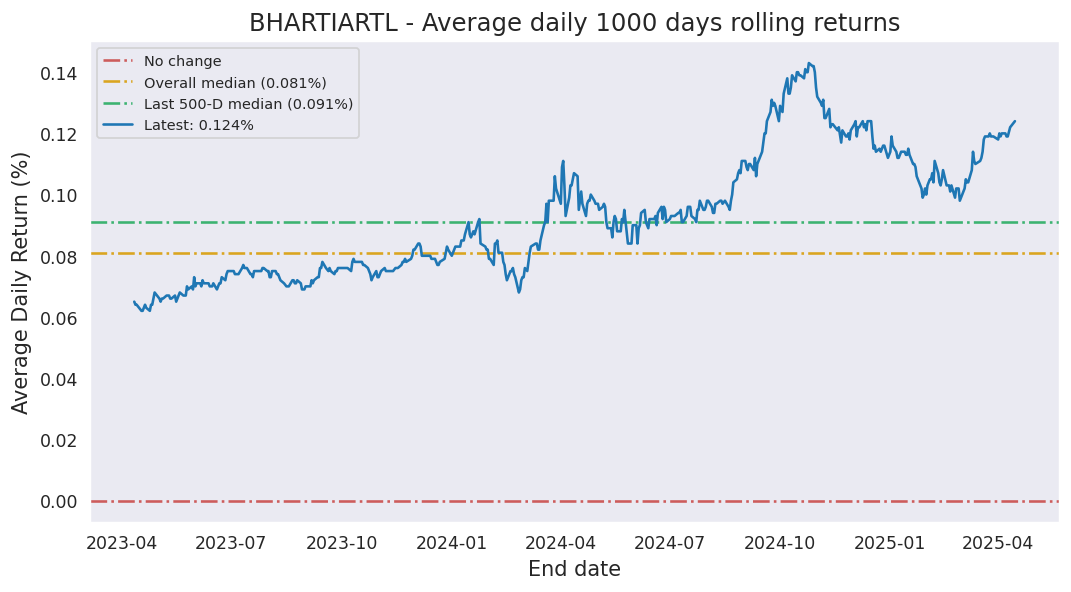 BHARTIARTL - Average daily 1000 days rolling returns
No change
Overall median (0.081%)
Last 500-D median (0.091%)
Latest: 0.124%
Average Daily Return (%)
0.14
0.12
0.10
0.08
0.06
0.04
0.02
0.00
2023-04 2023-07 2023-10 2024-01 2024-04 2024-07 2024-10 2025-01 2025-04
End date